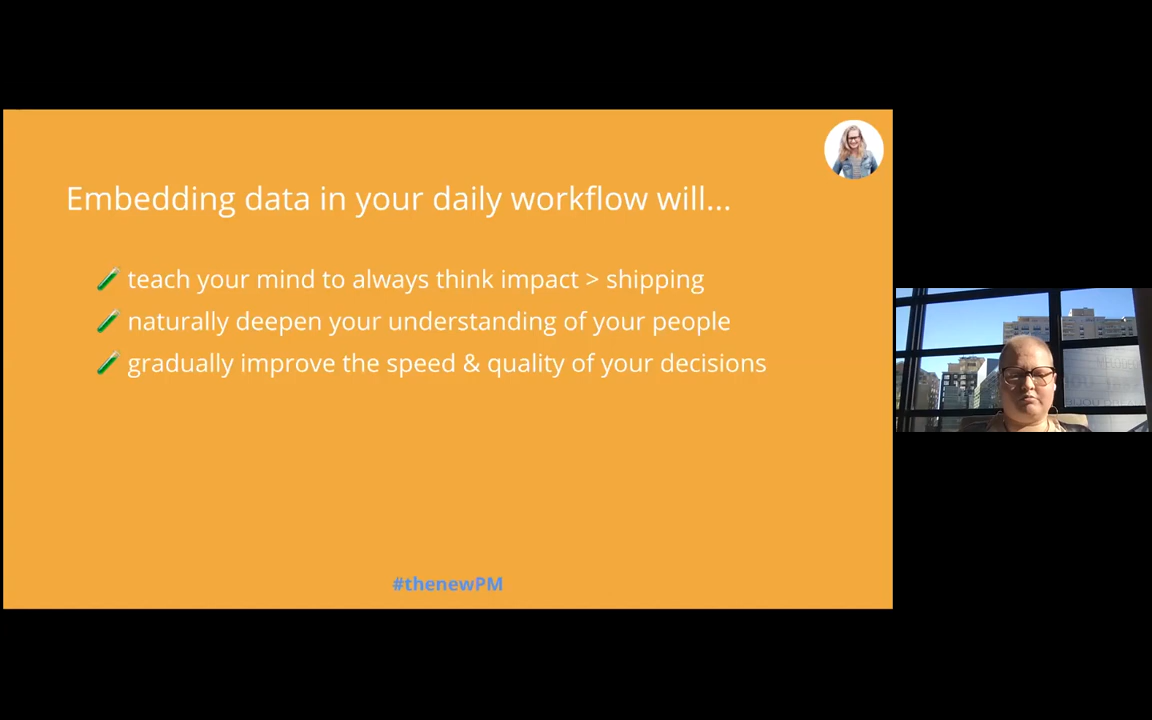 Embedding data in your daily workflow will...
teach your mind to always think impact > shipping
naturally deepen your understanding of your people
gradually improve the speed & quality of your decisions
#thenewPM